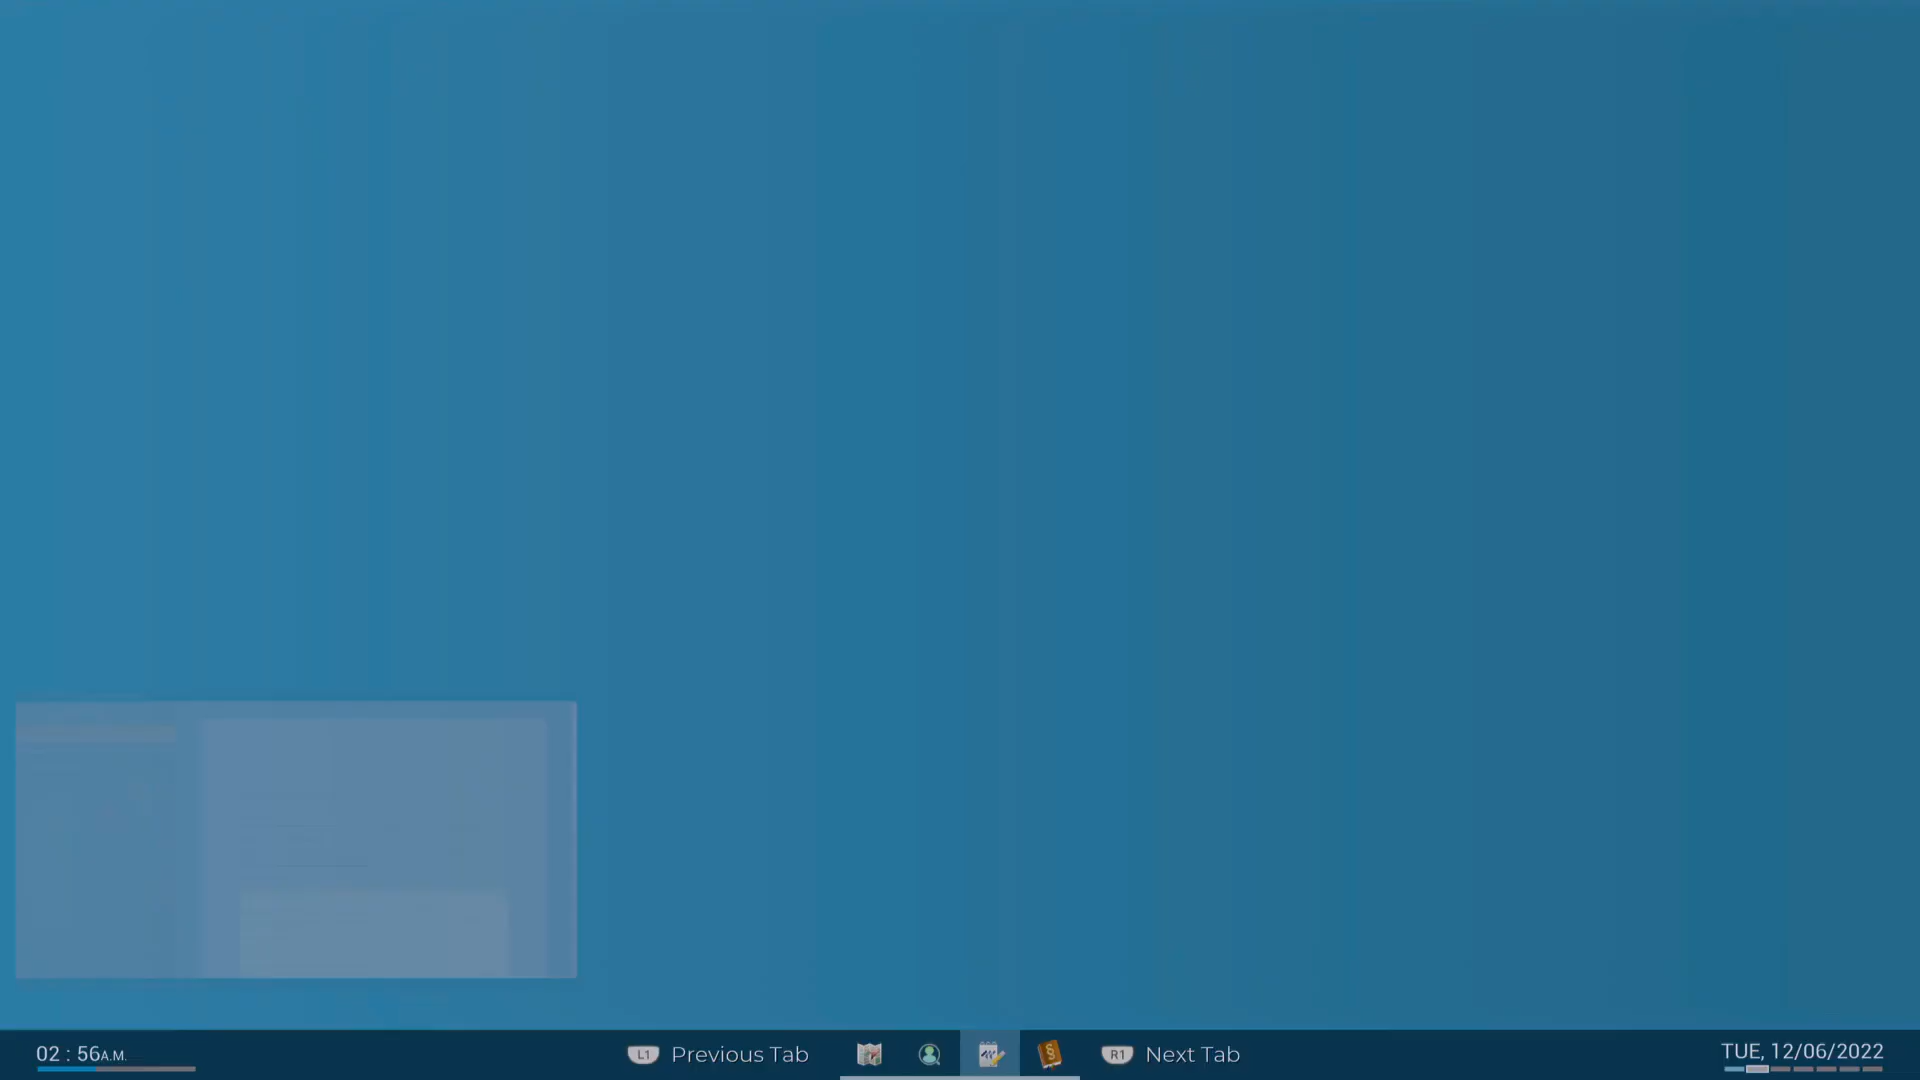 02 : 56A.M.
L1 Previous Tab
R1 Next Tab
TUE, 12/06/2022